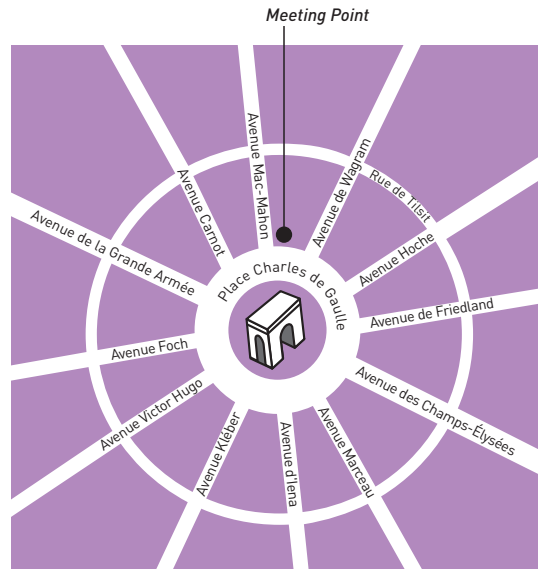 Meeting Point
Avenue Mac-Mahon
Avenue de Wagram
Avenue Carnot
Rue de Tilsit
Avenue de la Grande Armée
Place Charles de Gaulle
Avenue Hoche
Avenue de Friedland
Avenue Foch
Avenue des Champs-Élysées
Avenue Victor Hugo
Avenue Kléber
Avenue d'Iena
Avenue Marceau